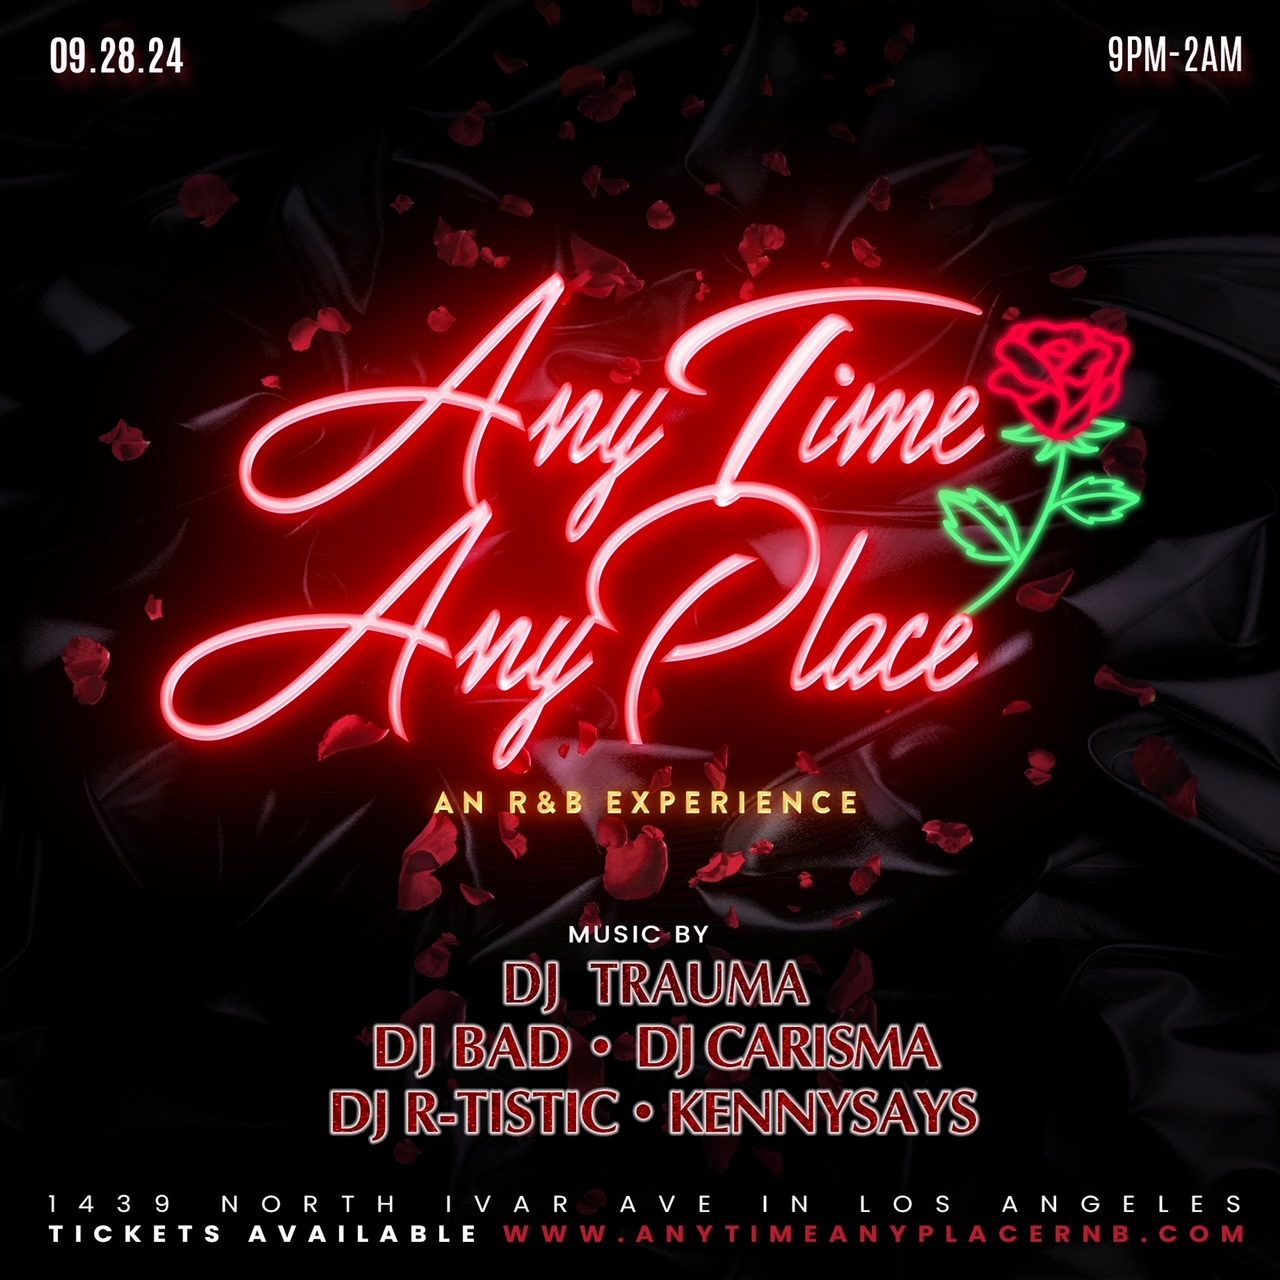 09.28.24
9PM-2AM
Any Time
Any Place
AN R&B EXPERIENCE
MUSIC BY
DJ TRAUMA
DJ BAD • DJ CARISMA
DJ R-TISTIC • KENNYSAYS
1439 NORTH IVAR AVE IN LOS ANGELES
TICKETS AVAILABLE WWW.ANYTIMEANYPLACERNB.COM